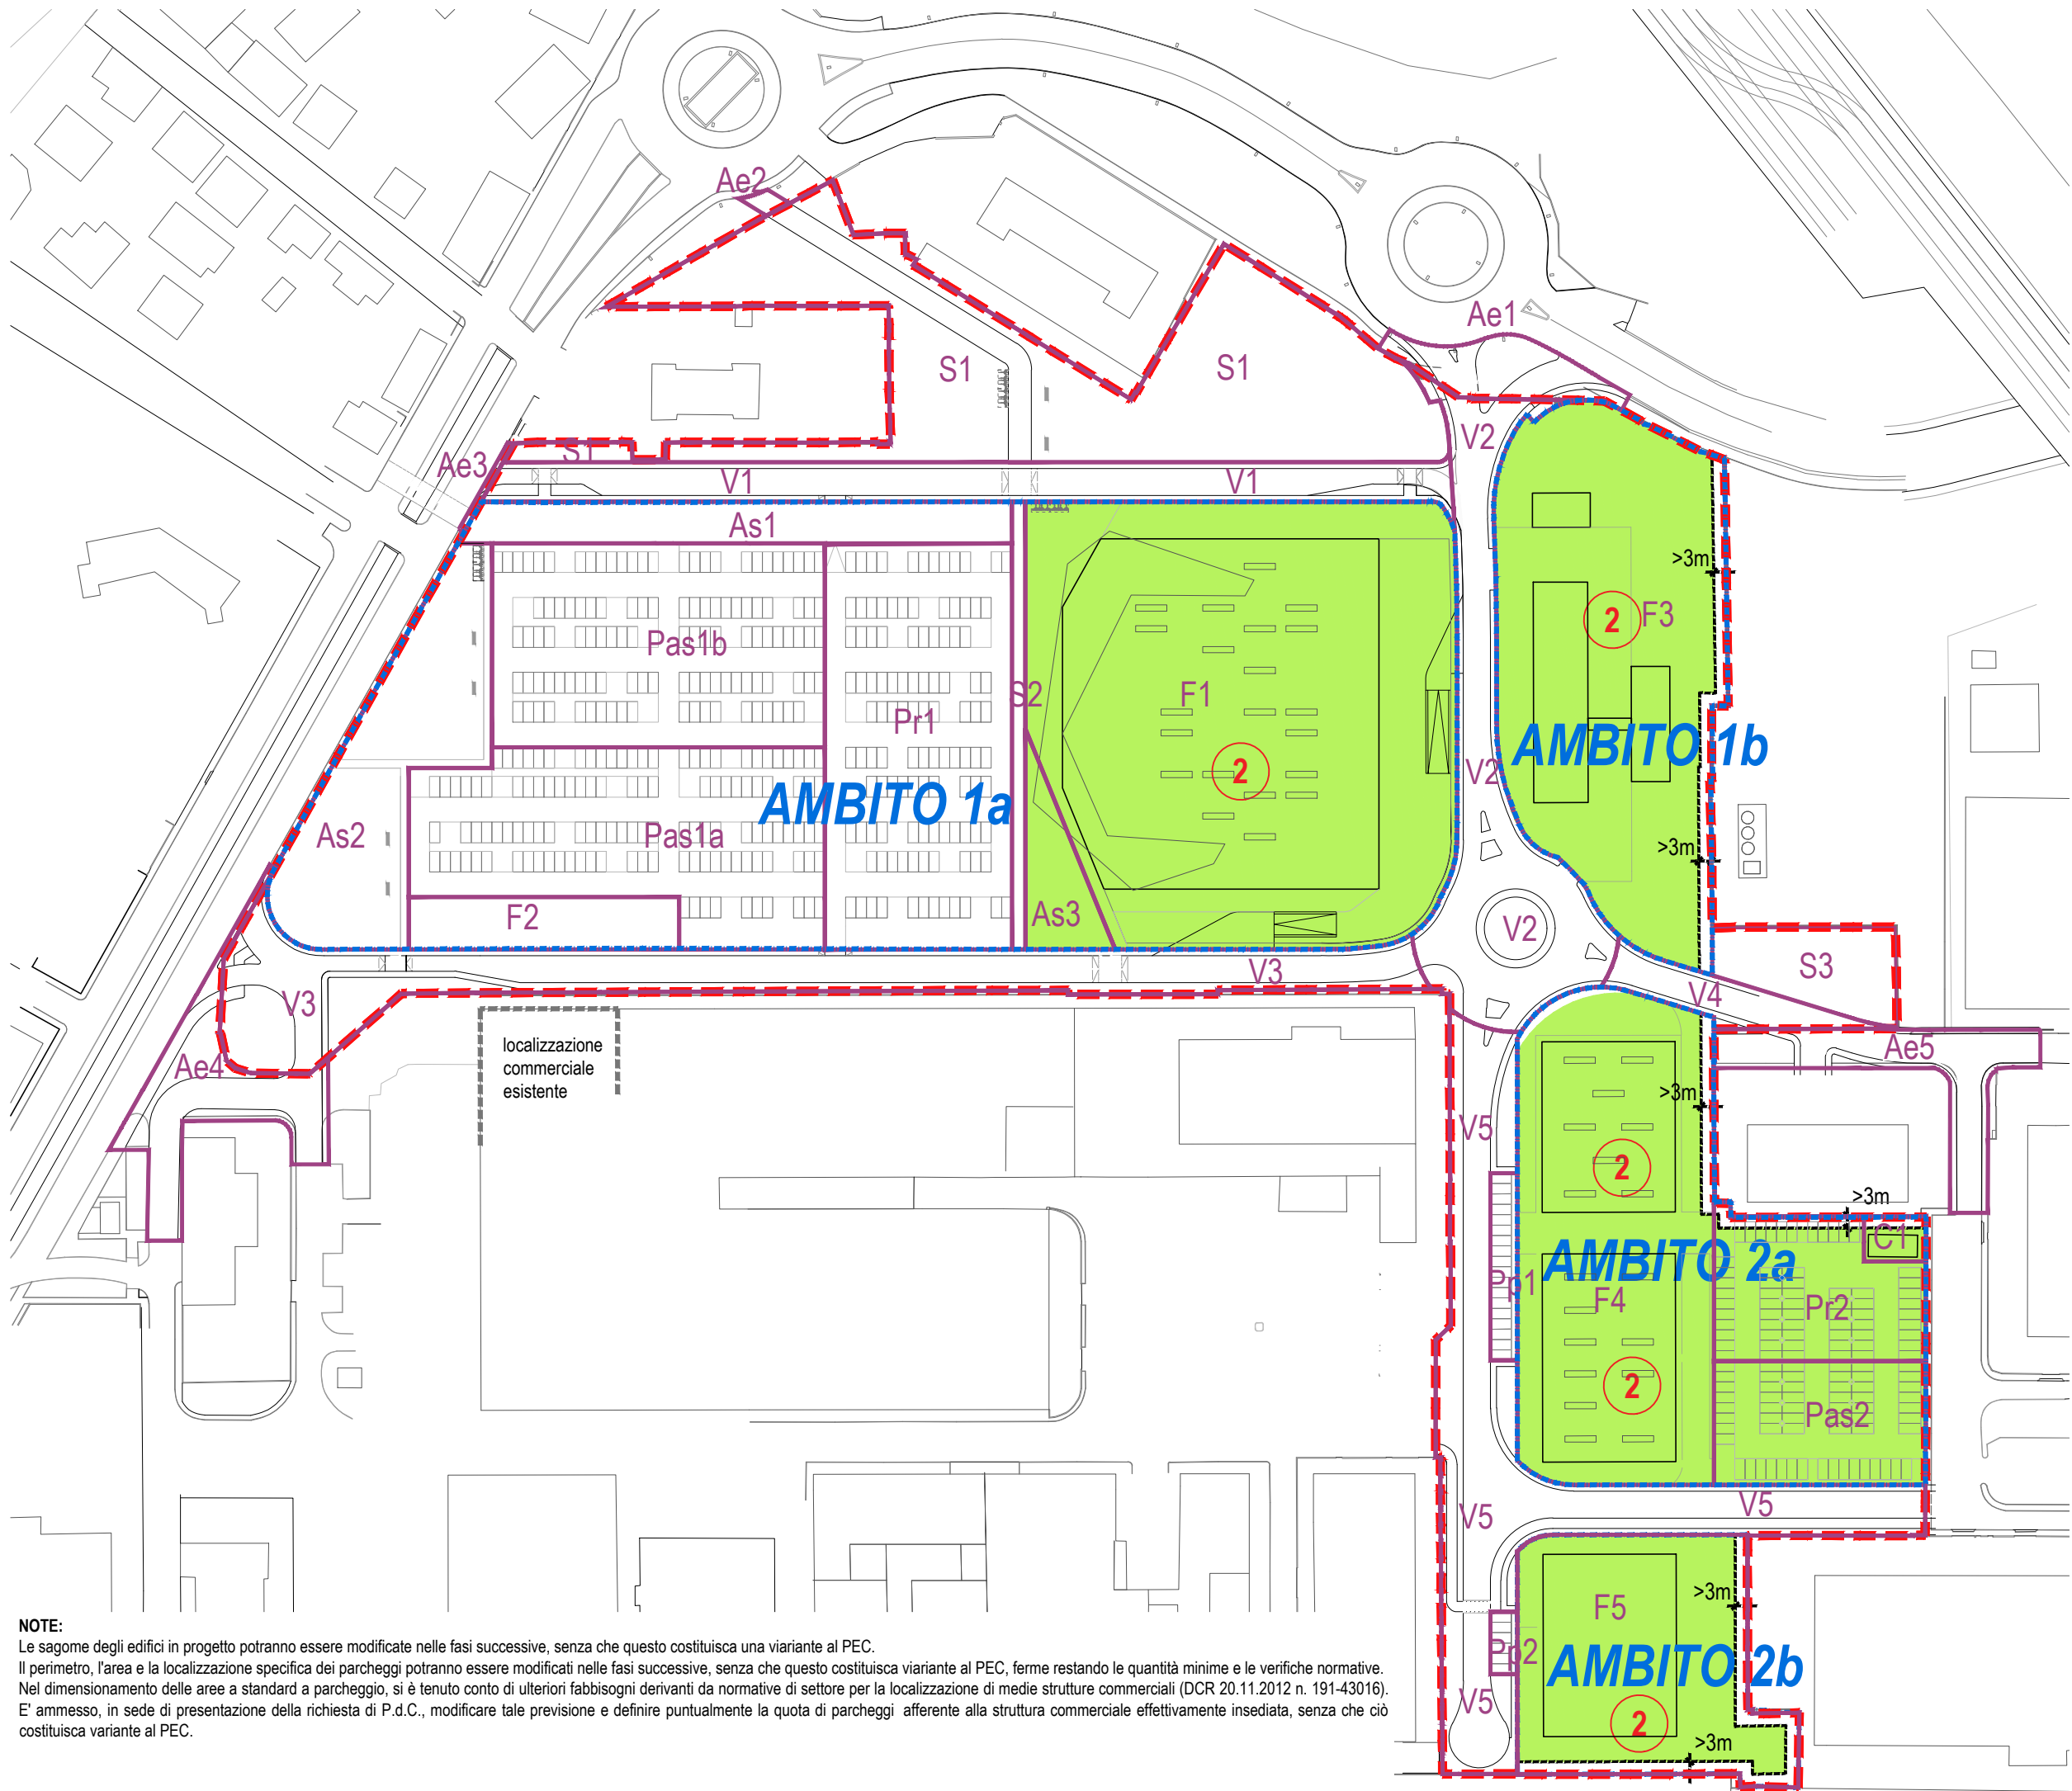 Ae2
Ae1
S1
S1
V2
Ae3
S1
V1
V1
As1
>3m
2
F3
Pas1b
S2
F1
Pr1
AMBITO 1b
2
V2
AMBITO 1a
As2
Pas1a
>3m
As3
F2
V2
V3
S3
V3
V4
localizzazione
commerciale
esistente
Ae5
Ae4
>3m
V5
2
>3m
C1
AMBITO 2a
Pp1
F4
Pr2
2
Pas2
V5
V5
>3m
F5
Pp2
AMBITO 2b
V5
2
>3m
NOTE:
Le sagome degli edifici in progetto potranno essere modificate nelle fasi successive, senza che questo costituisca una viariante al PEC.
Il perimetro, l'area e la localizzazione specifica dei parcheggi potranno essere modificati nelle fasi successive, senza che questo costituisca viariante al PEC, ferme restando le quantità minime e le verifiche normative.
Nel dimensionamento delle aree a standard a parcheggio, si è tenuto conto di ulteriori fabbisogni derivanti da normative di settore per la localizzazione di medie strutture commerciali (DCR 20.11.2012 n. 191-43016).
E' ammesso, in sede di presentazione della richiesta di P.d.C., modificare tale previsione e definire puntualmente la quota di parcheggi afferente alla struttura commerciale effettivamente insediata, senza che ciò
costituisca variante al PEC.